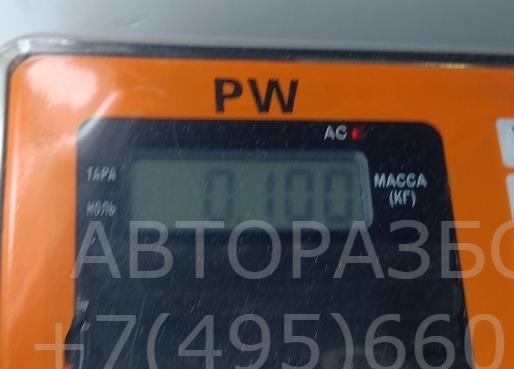 PW
AC
ТАРА
0.100
МАССА
(КГ)
НОЛЬ
АВТОРАЗБО
+7(495)660